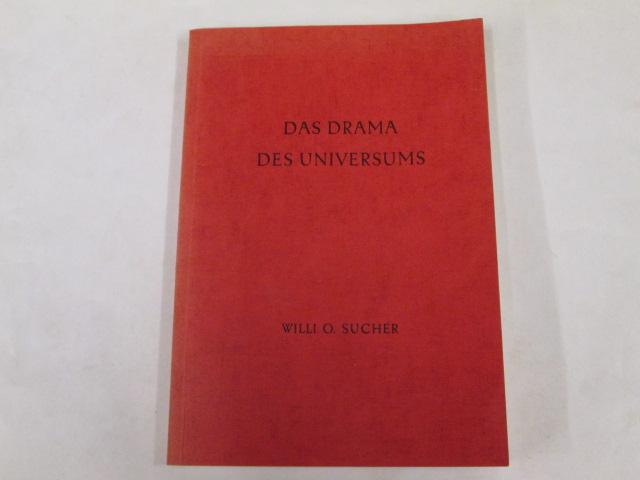 DAS DRAMA
DES UNIVERSUMS
WILLI O. SUCHER